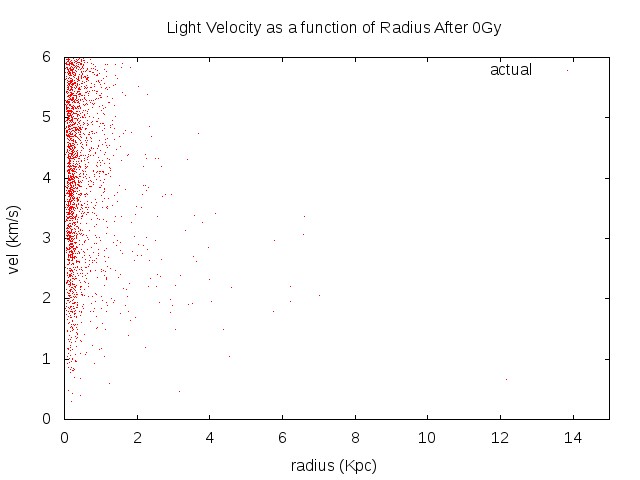 Light Velocity as a function of Radius After 0Gy
actual
6
5
4
3
2
1
0
vel (km/s)
0 2 4 6 8 10 12 14
radius (Kpc)